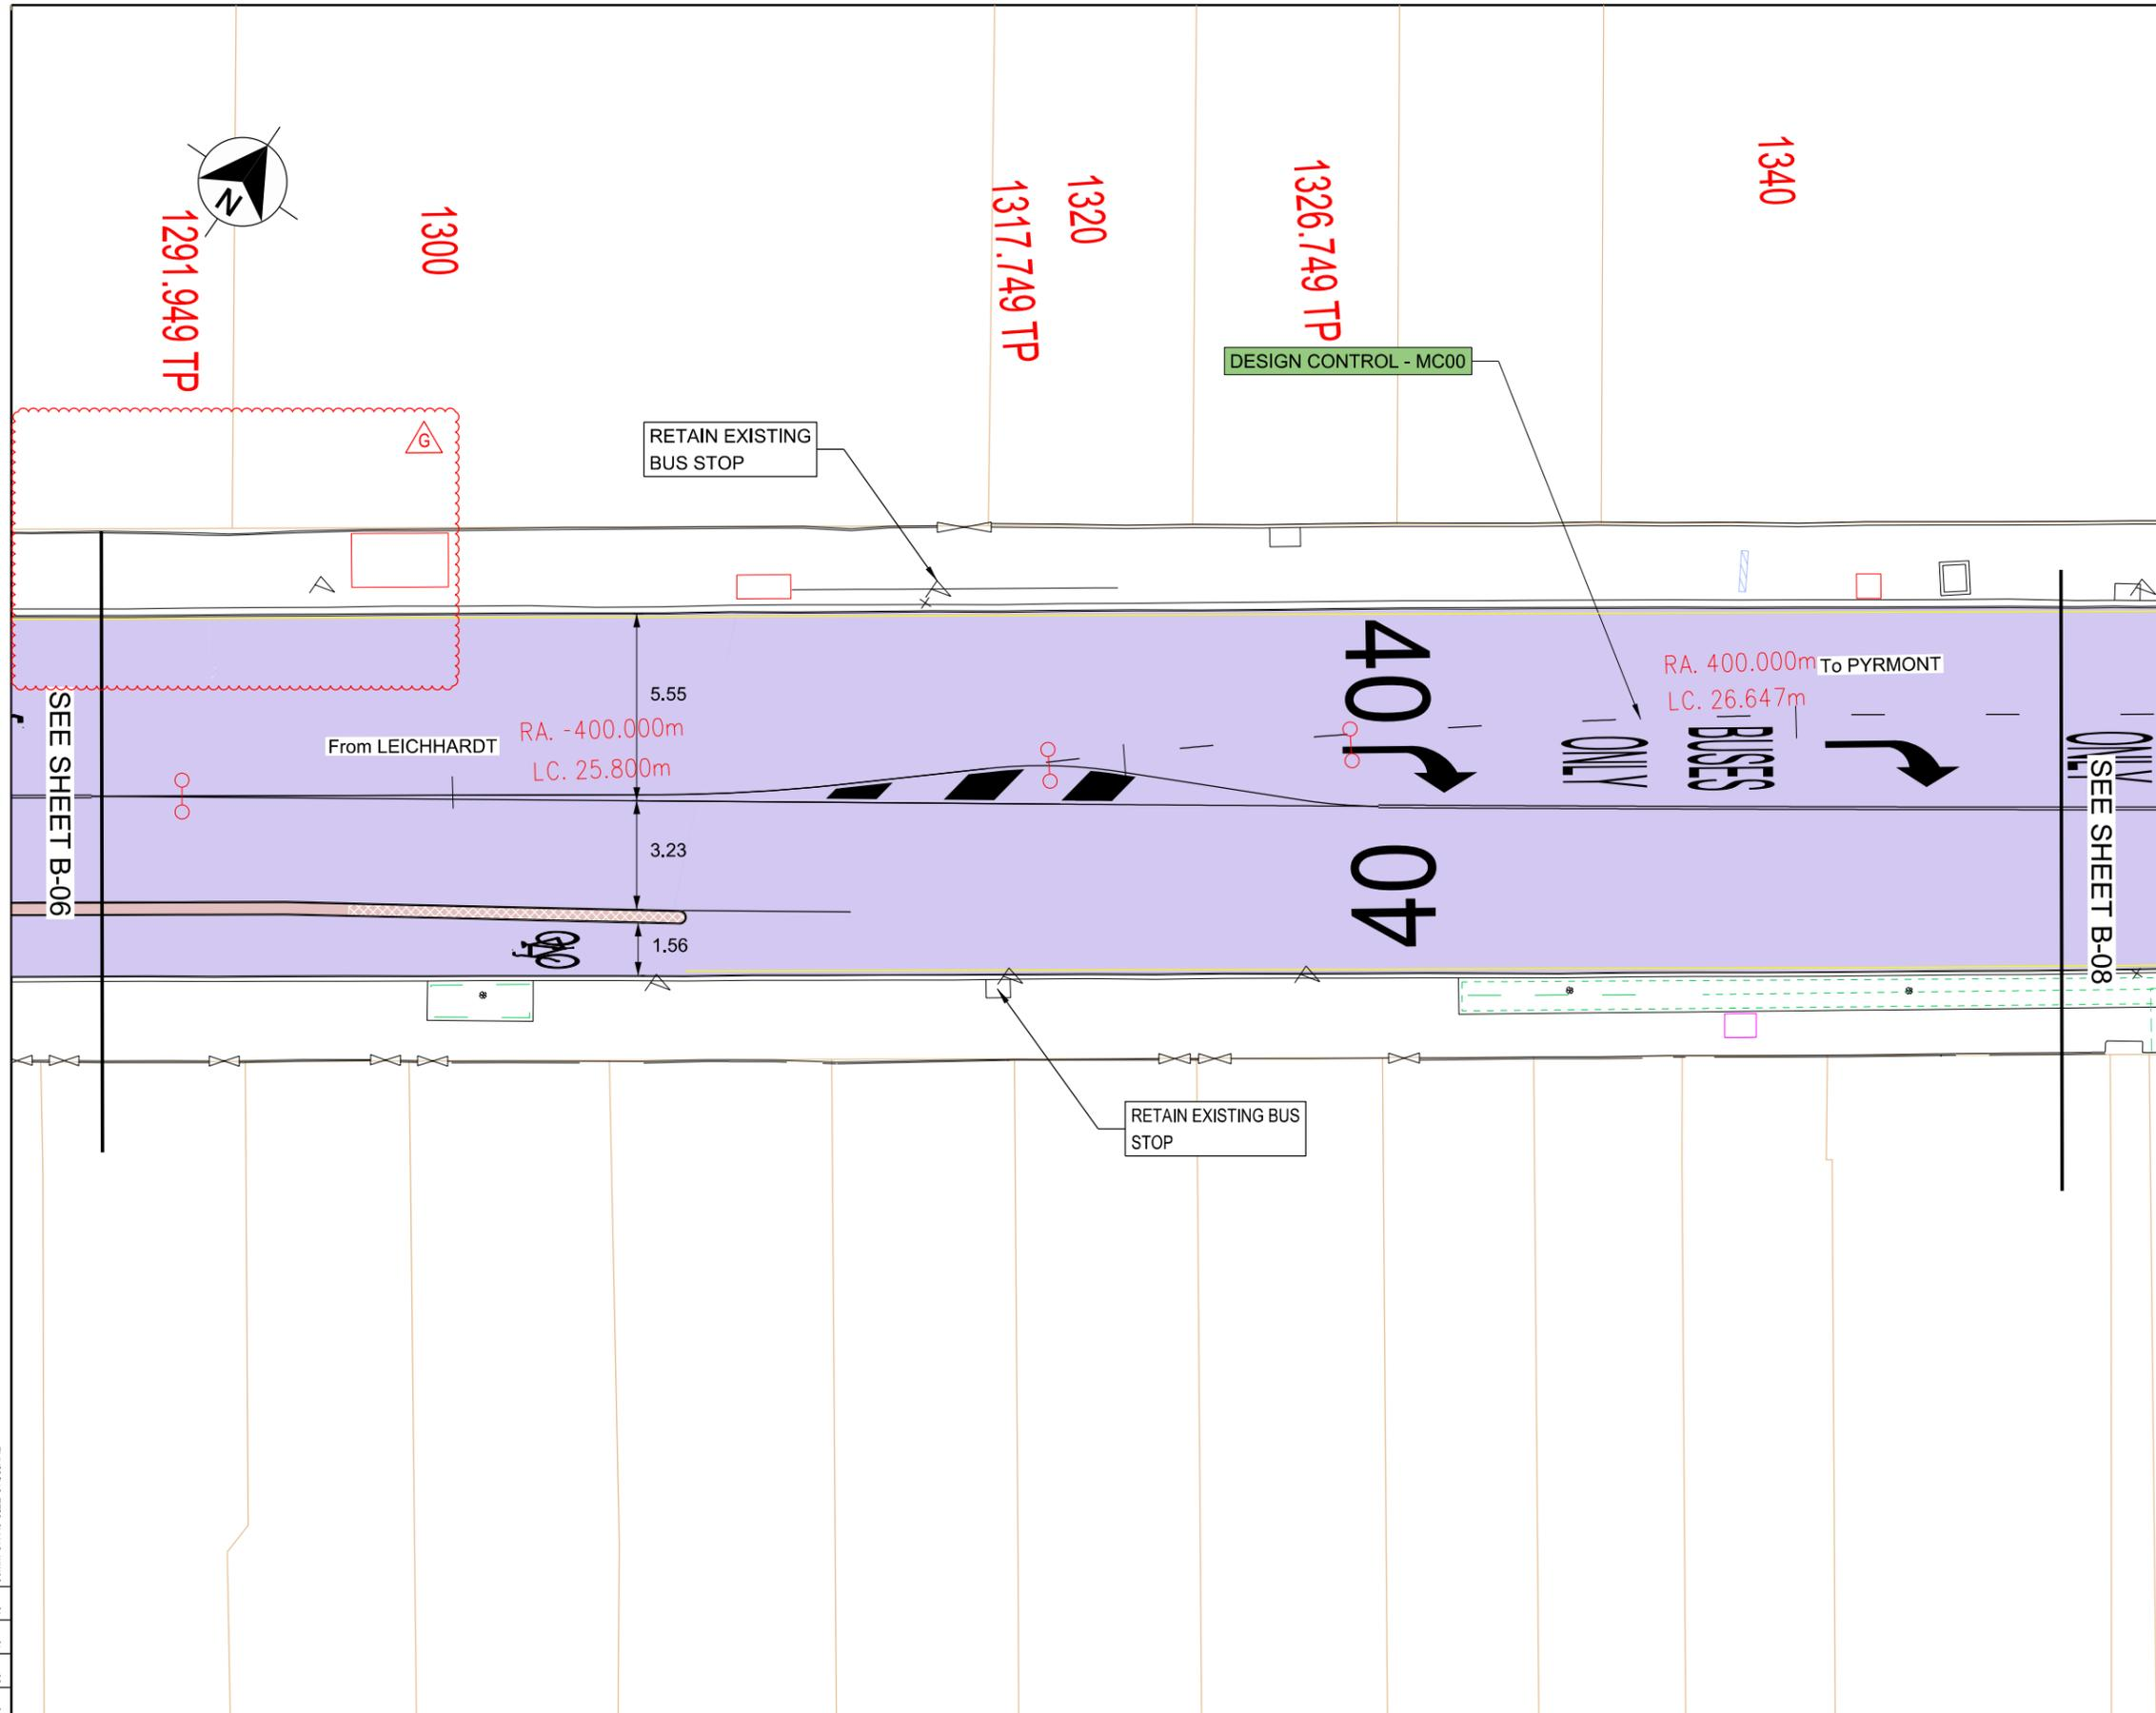 N
1291.949 TP
1300
1317.749 TP
1320
1326.749 TP
1340
DESIGN CONTROL - MC00
G
RETAIN EXISTING
BUS STOP
5.55
RA. -400.000m
LC. 25.800m
From LEICHHARDT
40
RA. 400.000m
LC. 26.647m
To PYRMONT
ONLY
BUSES
SEE SHEET B-06
3.23
40
SEE SHEET B-08
1.56
RETAIN EXISTING BUS
STOP